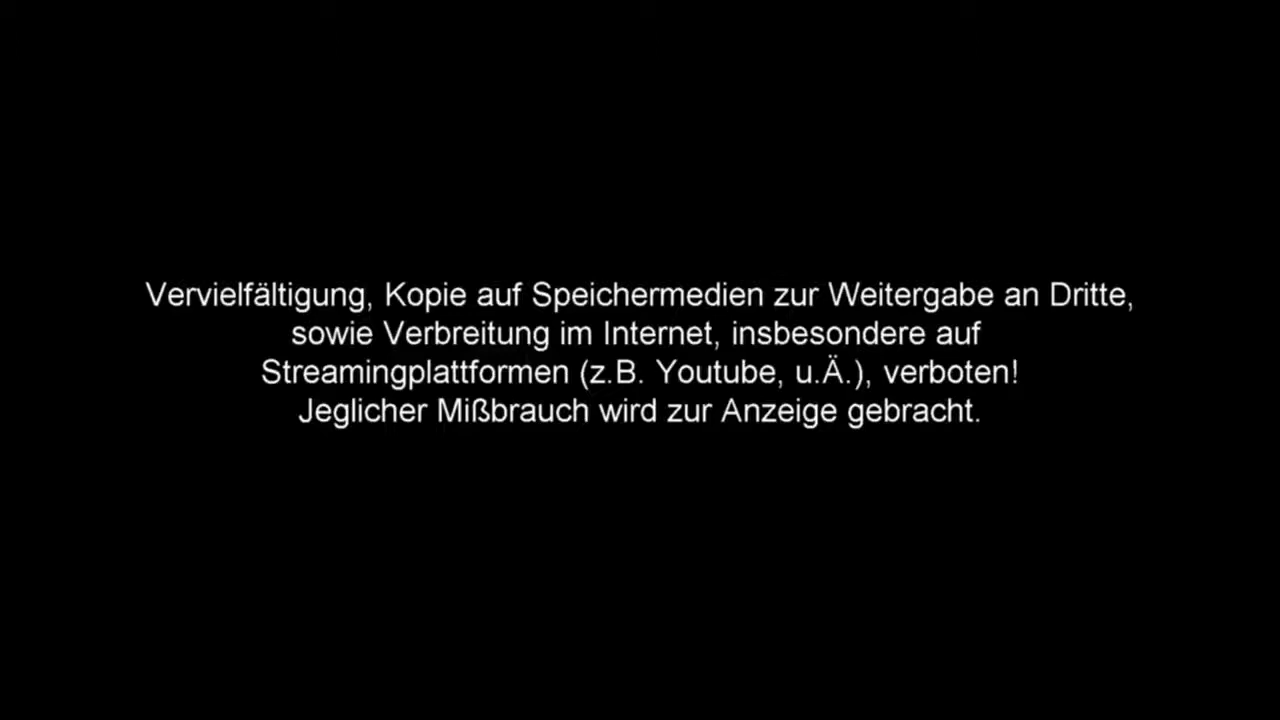 Vervielfältigung, Kopie auf Speichermedien zur Weitergabe an Dritte,
sowie Verbreitung im Internet, insbesondere auf
Streamingplattformen (z.B. Youtube, u.Ä.), verboten!
Jeglicher Mißbrauch wird zur Anzeige gebracht.